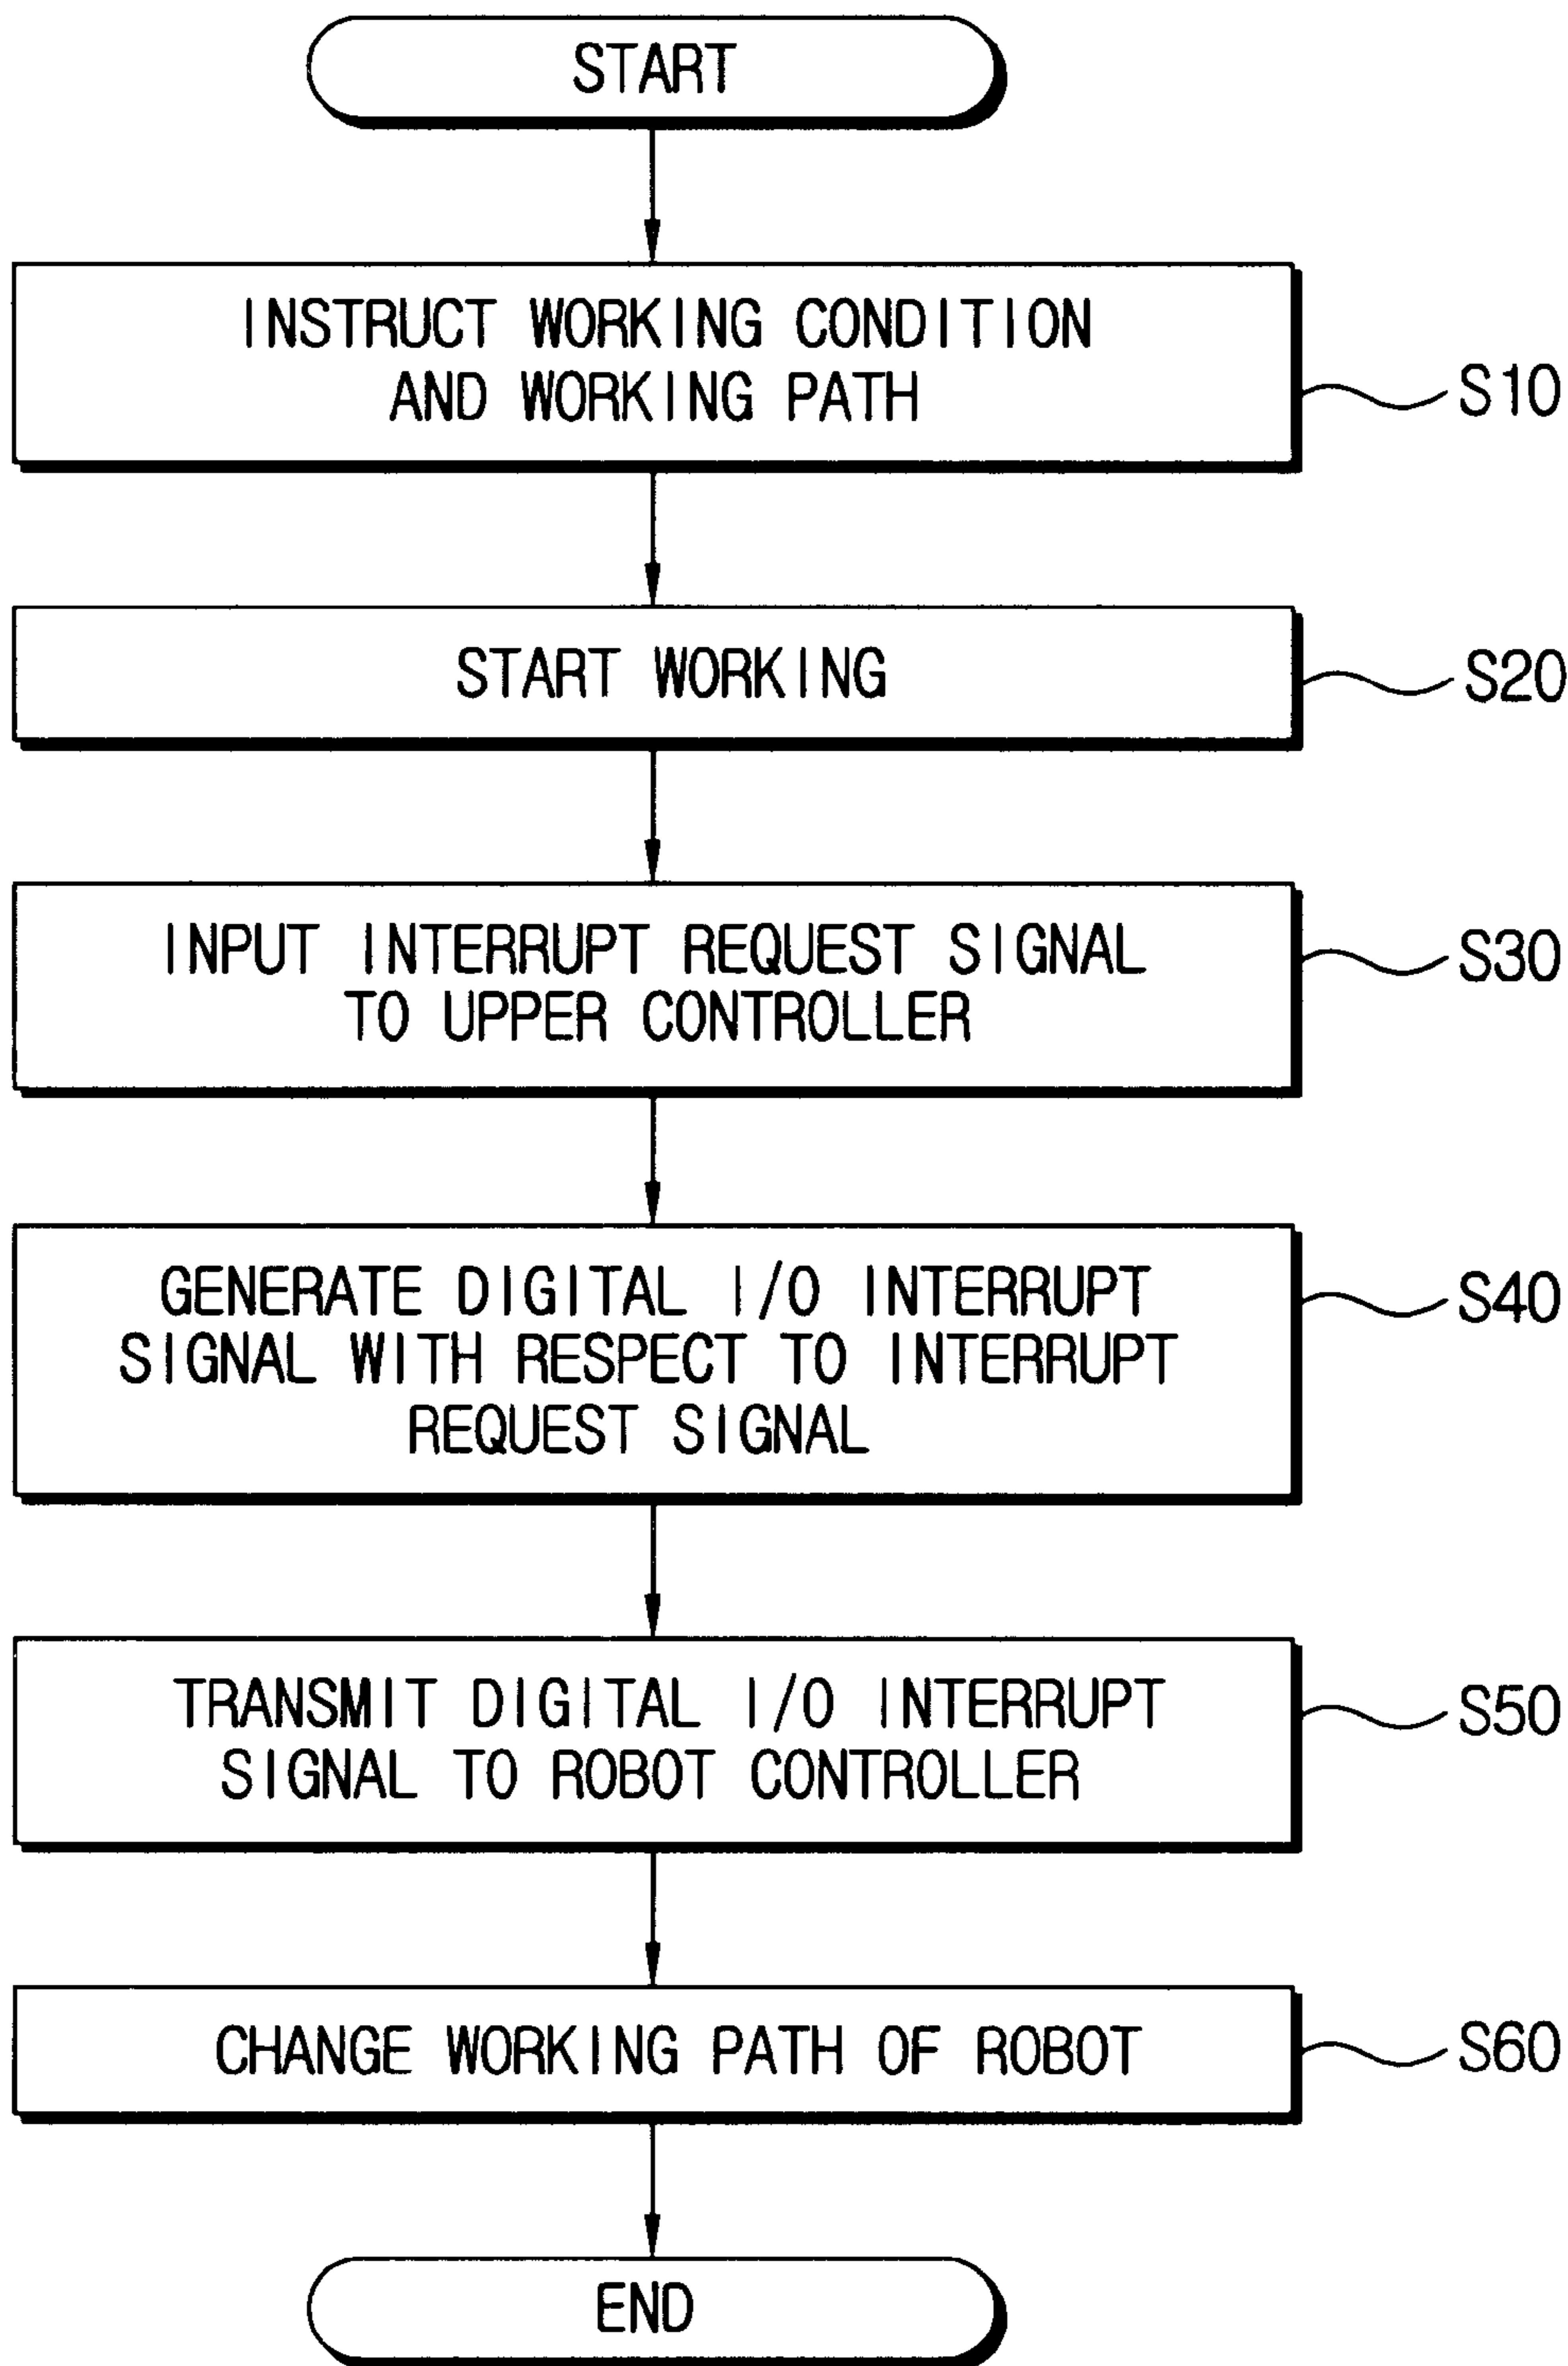 START
INSTRUCT WORKING CONDITION
AND WORKING PATH
S10
START WORKING
S20
INPUT INTERRUPT REQUEST SIGNAL
TO UPPER CONTROLLER
S30
GENERATE DIGITAL I/O INTERRUPT
SIGNAL WITH RESPECT TO INTERRUPT
REQUEST SIGNAL
S40
TRANSMIT DIGITAL I/O INTERRUPT
SIGNAL TO ROBOT CONTROLLER
S50
CHANGE WORKING PATH OF ROBOT
S60
END